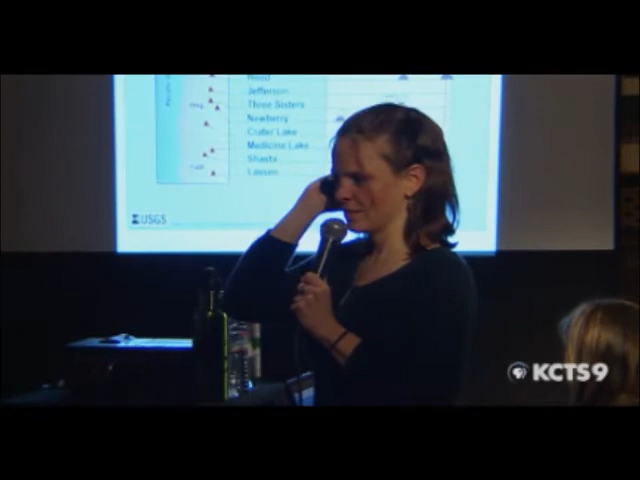 Hood
Jefferson
Three Sisters
Newberry
Crater Lake
Medicine Lake
Shasta
Lassen
USGS
KCTS9